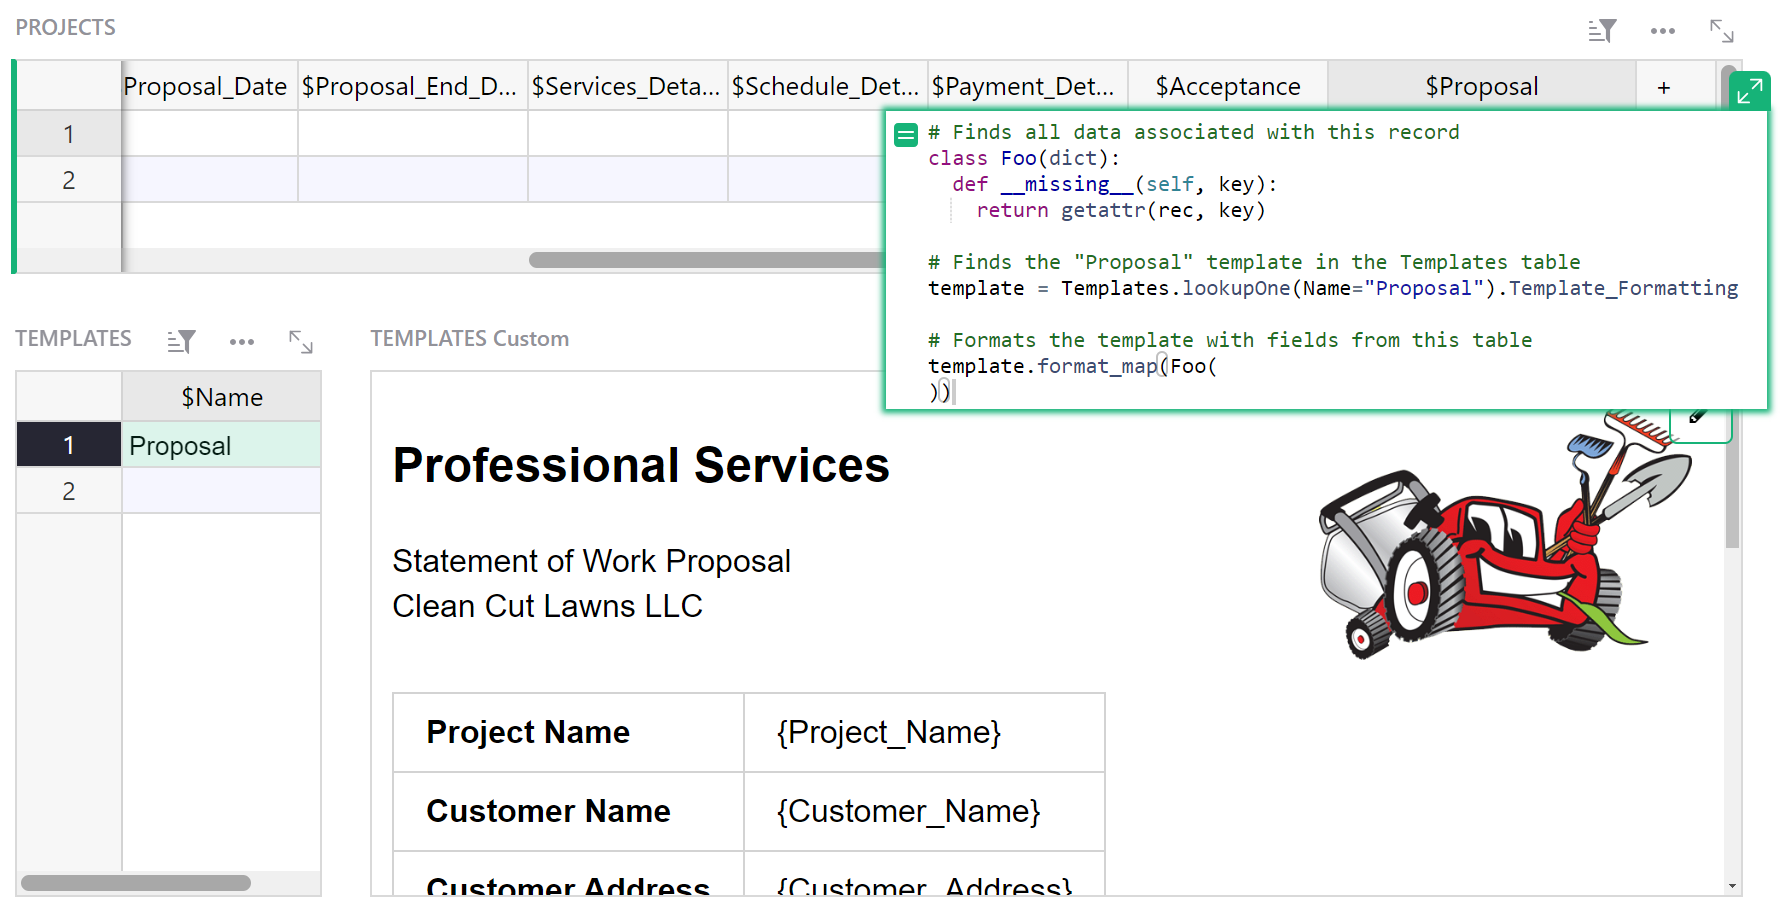 PROJECTS
Proposal_Date $Proposal_End_D... $Services_Deta... $Schedule_Det... $Payment_Det... $Acceptance $Proposal +
1
2
# Finds all data associated with this record
class Foo(dict):
def __missing__(self, key):
return getattr(rec, key)
# Finds the "Proposal" template in the Templates table
template = Templates.lookupOne(Name="Proposal").Template_Formatting
# Formats the template with fields from this table
template.format_map(Foo(
))
TEMPLATES
$Name
1 Proposal
2
TEMPLATES Custom
Professional Services
Statement of Work Proposal
Clean Cut Lawns LLC
Project Name {Project_Name}
Customer Name {Customer_Name}
Customer Address {Customer_Address}